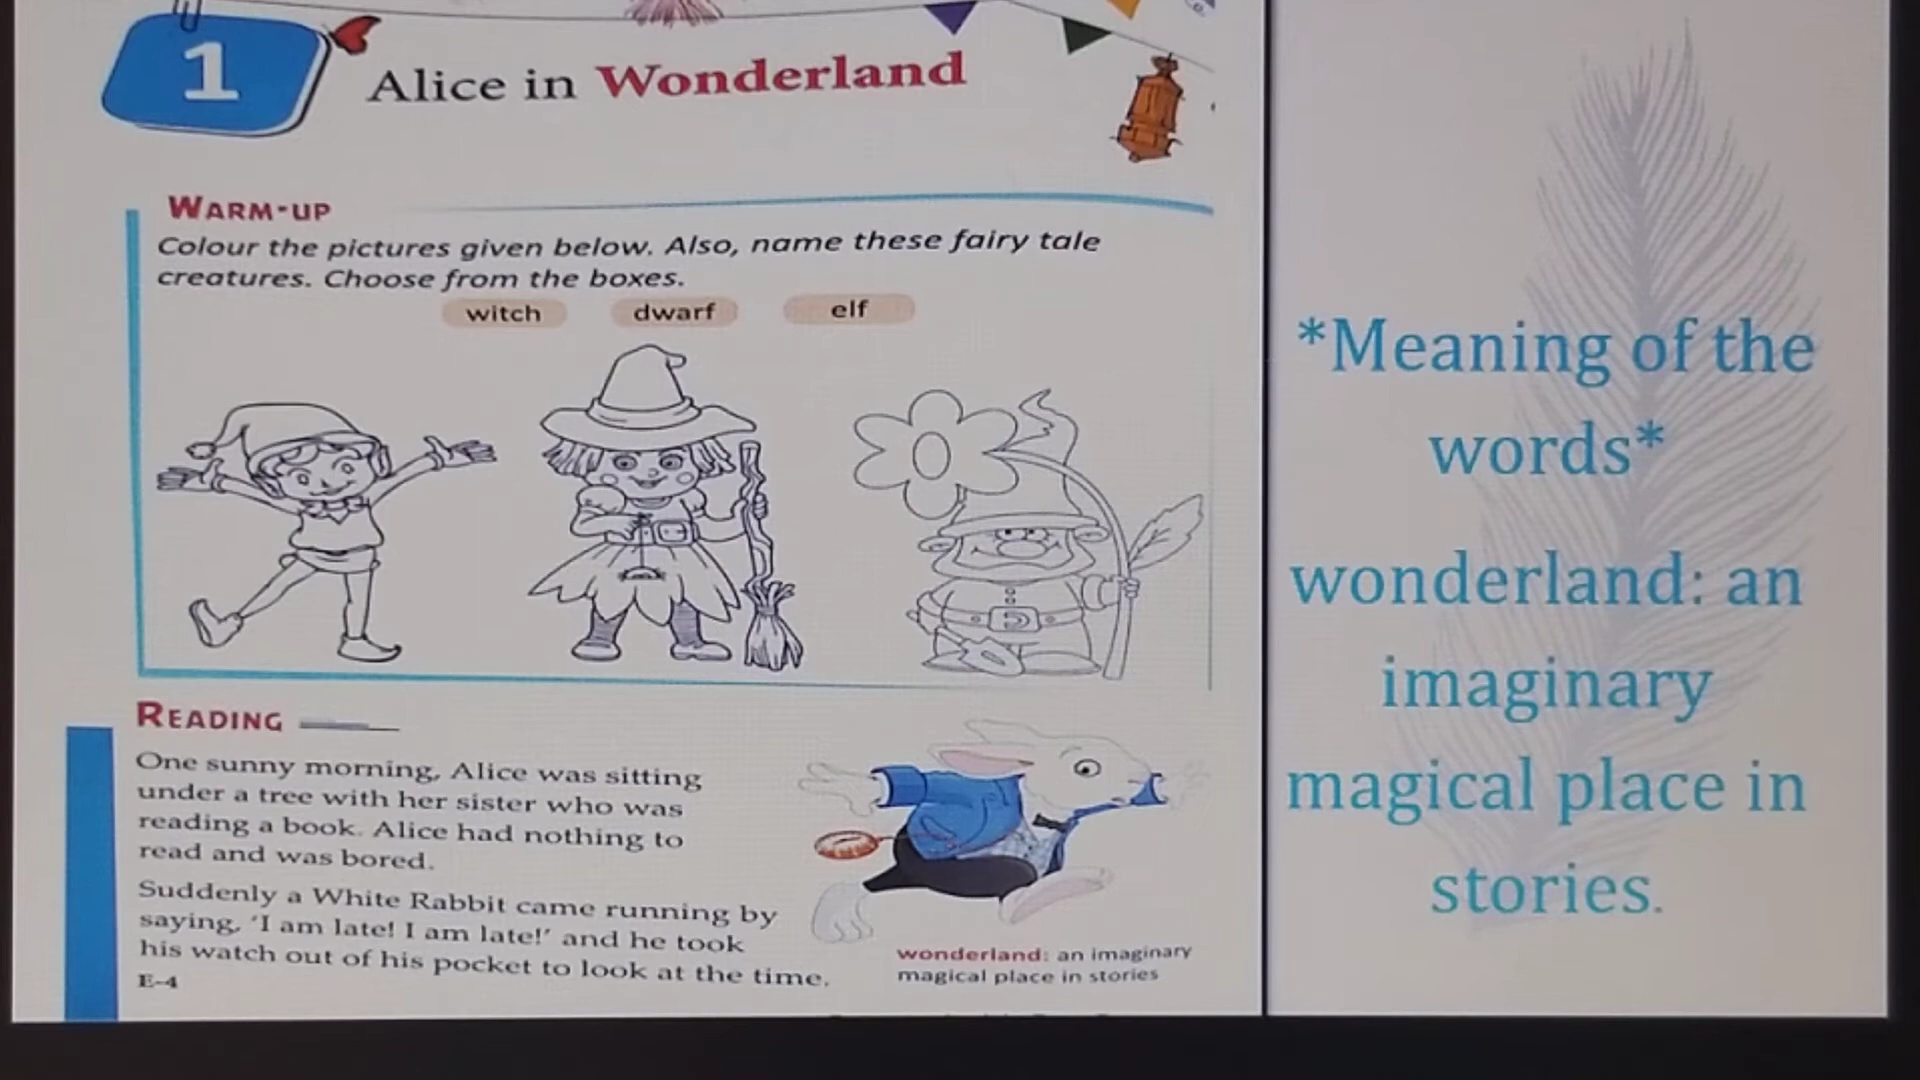 1
Alice in Wonderland
WARM-UP
Colour the pictures given below. Also, name these fairy tale
creatures. Choose from the boxes.
witch dwarf elf
READING
One sunny morning, Alice was sitting
under a tree with her sister who was
reading a book. Alice had nothing to
read and was bored.
Suddenly a White Rabbit came running by
saying, ‘I am late! I am late!’ and he took
his watch out of his pocket to look at the time.
E-4
wonderland: an imaginary
magical place in stories
*Meaning of the
words*
wonderland: an
imaginary
magical place in
stories.